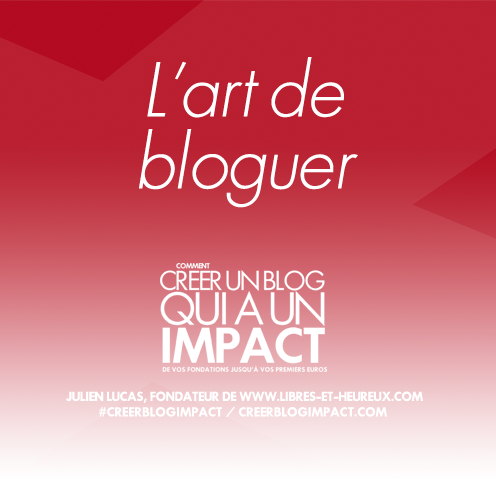 L'art de
bloguer
COMMENT
CREER UN BLOG
QUI A UN
IMPACT
DE VOS FONDATIONS JUSQU'À VOS PREMIERS EUROS
JULIEN LUCAS, FONDATEUR DE WWW.LIBRES-ET-HEUREUX.COM
#CREERBLOGIMPACT / CREERBLOGIMPACT.COM